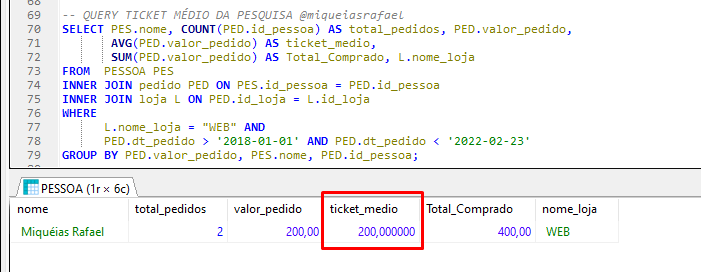 69 -- QUERY TICKET MÉDIO DA PESQUISA @miqueiasrafael
70 SELECT PES.nome, COUNT(PED.id_pessoa) AS total_pedidos, PED.valor_pedido,
71 AVG(PED.valor_pedido) AS ticket_medio,
72 SUM(PED.valor_pedido) AS Total_Comprado, L.nome_loja
73 FROM PESSOA PES
74 INNER JOIN pedido PED ON PES.id_pessoa = PED.id_pessoa
75 INNER JOIN loja L ON PED.id_loja = L.id_loja
76 WHERE
77 L.nome_loja = "WEB" AND
78 PED.dt_pedido > '2018-01-01' AND PED.dt_pedido < '2022-02-23'
79 GROUP BY PED.valor_pedido, PES.nome, PED.id_pessoa;
PESSOA (1r × 6c)
nome total_pedidos valor_pedido ticket_medio Total_Comprado nome_loja
Miquéias Rafael 2 200,00 200,000000 400,00 WEB